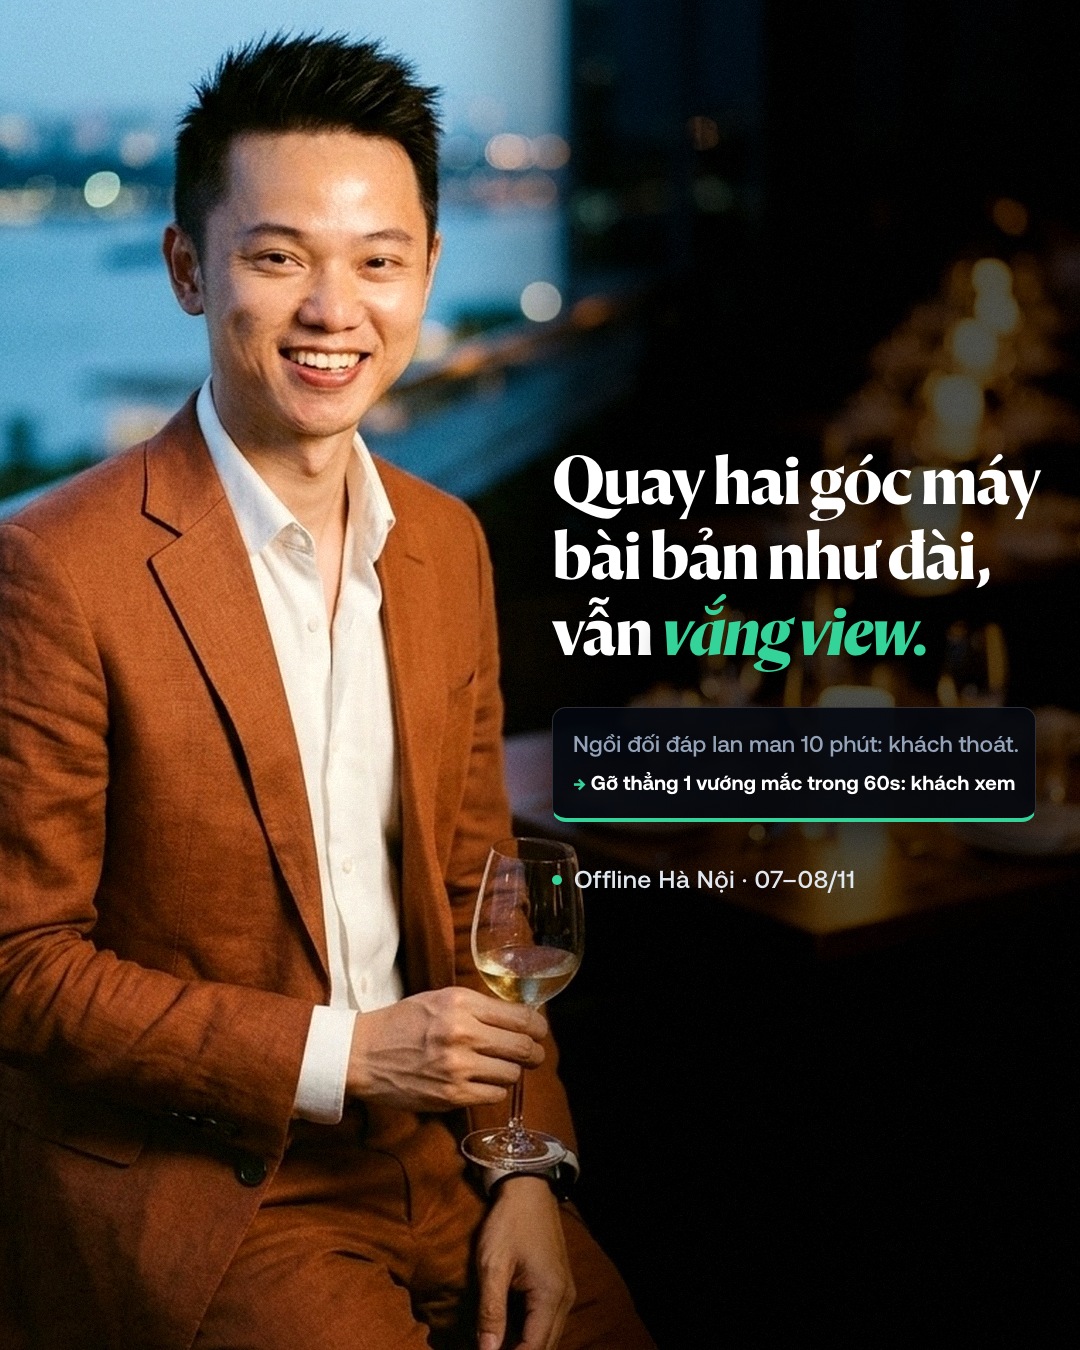 Quay hai góc máy
bài bản như đài,
vẫn vắng view.
Ngồi đối đáp lan man 10 phút: khách thoát.
→ Gỡ thẳng 1 vướng mắc trong 60s: khách xem
• Offline Hà Nội · 07–08/11